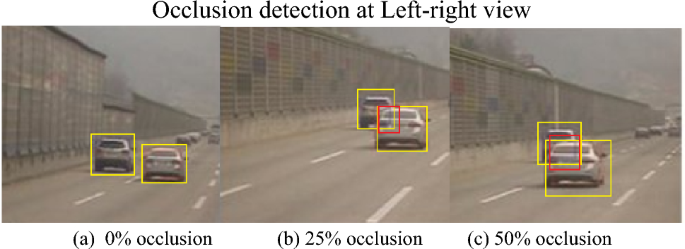 Occlusion detection at Left-right view
(a) 0% occlusion
(b) 25% occlusion
(c) 50% occlusion